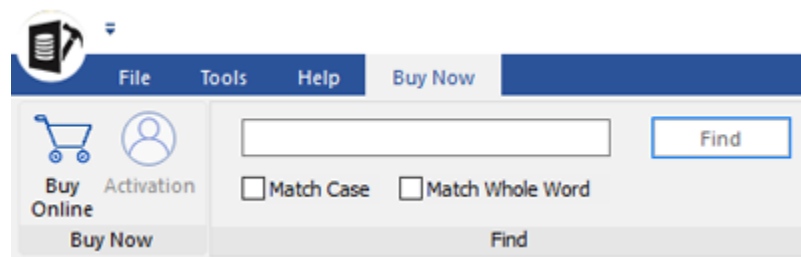 File Tools Help Buy Now
Find
Buy Online
Activation
Match Case Match Whole Word
Buy Now Find